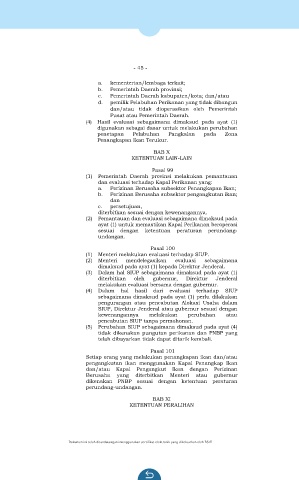 - 45 -
a. kementerian/lembaga terkait;
b. Pemerintah Daerah provinsi;
c. Pemerintah Daerah kabupaten/kota; dan/atau
d. pemilik Pelabuhan Perikanan yang tidak dibangun
dan/atau tidak dioperasikan oleh Pemerintah
Pusat atau Pemerintah Daerah.
(4) Hasil evaluasi sebagaimana dimaksud pada ayat (1)
digunakan sebagai dasar untuk melakukan perubahan
penetapan Pelabuhan Pangkalan pada Zona
Penangkapan Ikan Terukur.
BAB X
KETENTUAN LAIN-LAIN
Pasal 99
(1) Pemerintah Daerah provinsi melakukan pemantauan
dan evaluasi terhadap Kapal Perikanan yang:
a. Perizinan Berusaha subsektor Penangkapan Ikan;
b. Perizinan Berusaha subsektor pengangkutan ikan;
dan
c. persetujuan,
diterbitkan sesuai dengan kewenangannya.
(2) Pemantauan dan evaluasi sebagaimana dimaksud pada
ayat (1) untuk memastikan Kapal Perikanan beroperasi
sesuai dengan ketentuan peraturan perundang-
undangan.
Pasal 100
(1) Menteri melakukan evaluasi terhadap SIUP.
(2) Menteri mendelegasikan evaluasi sebagaimana
dimaksud pada ayat (1) kepada Direktur Jenderal.
(3) Dalam hal SIUP sebagaimana dimaksud pada ayat (1)
diterbitkan oleh gubernur, Direktur Jenderal
melakukan evaluasi bersama dengan gubernur.
(4) Dalam hal hasil dari evaluasi terhadap SIUP
sebagaimana dimaksud pada ayat (1) perlu dilakukan
pengurangan atau pencabutan Alokasi Usaha dalam
SIUP, Direktur Jenderal atau gubernur sesuai dengan
kewenangannya melakukan perubahan atau
pencabutan SIUP tanpa permohonan.
(5) Perubahan SIUP sebagaimana dimaksud pada ayat (4)
tidak dikenakan pungutan perikanan dan PNBP yang
telah dibayarkan tidak dapat ditarik kembali.
Pasal 101
Setiap orang yang melakukan penangkapan ikan dan/atau
pengangkutan ikan menggunakan Kapal Penangkap Ikan
dan/atau Kapal Pengangkut Ikan dengan Perizinan
Berusaha yang diterbitkan Menteri atau gubernur
dikenakan PNBP sesuai dengan ketentuan peraturan
perundang-undangan.
BAB XI
KETENTUAN PERALIHAN